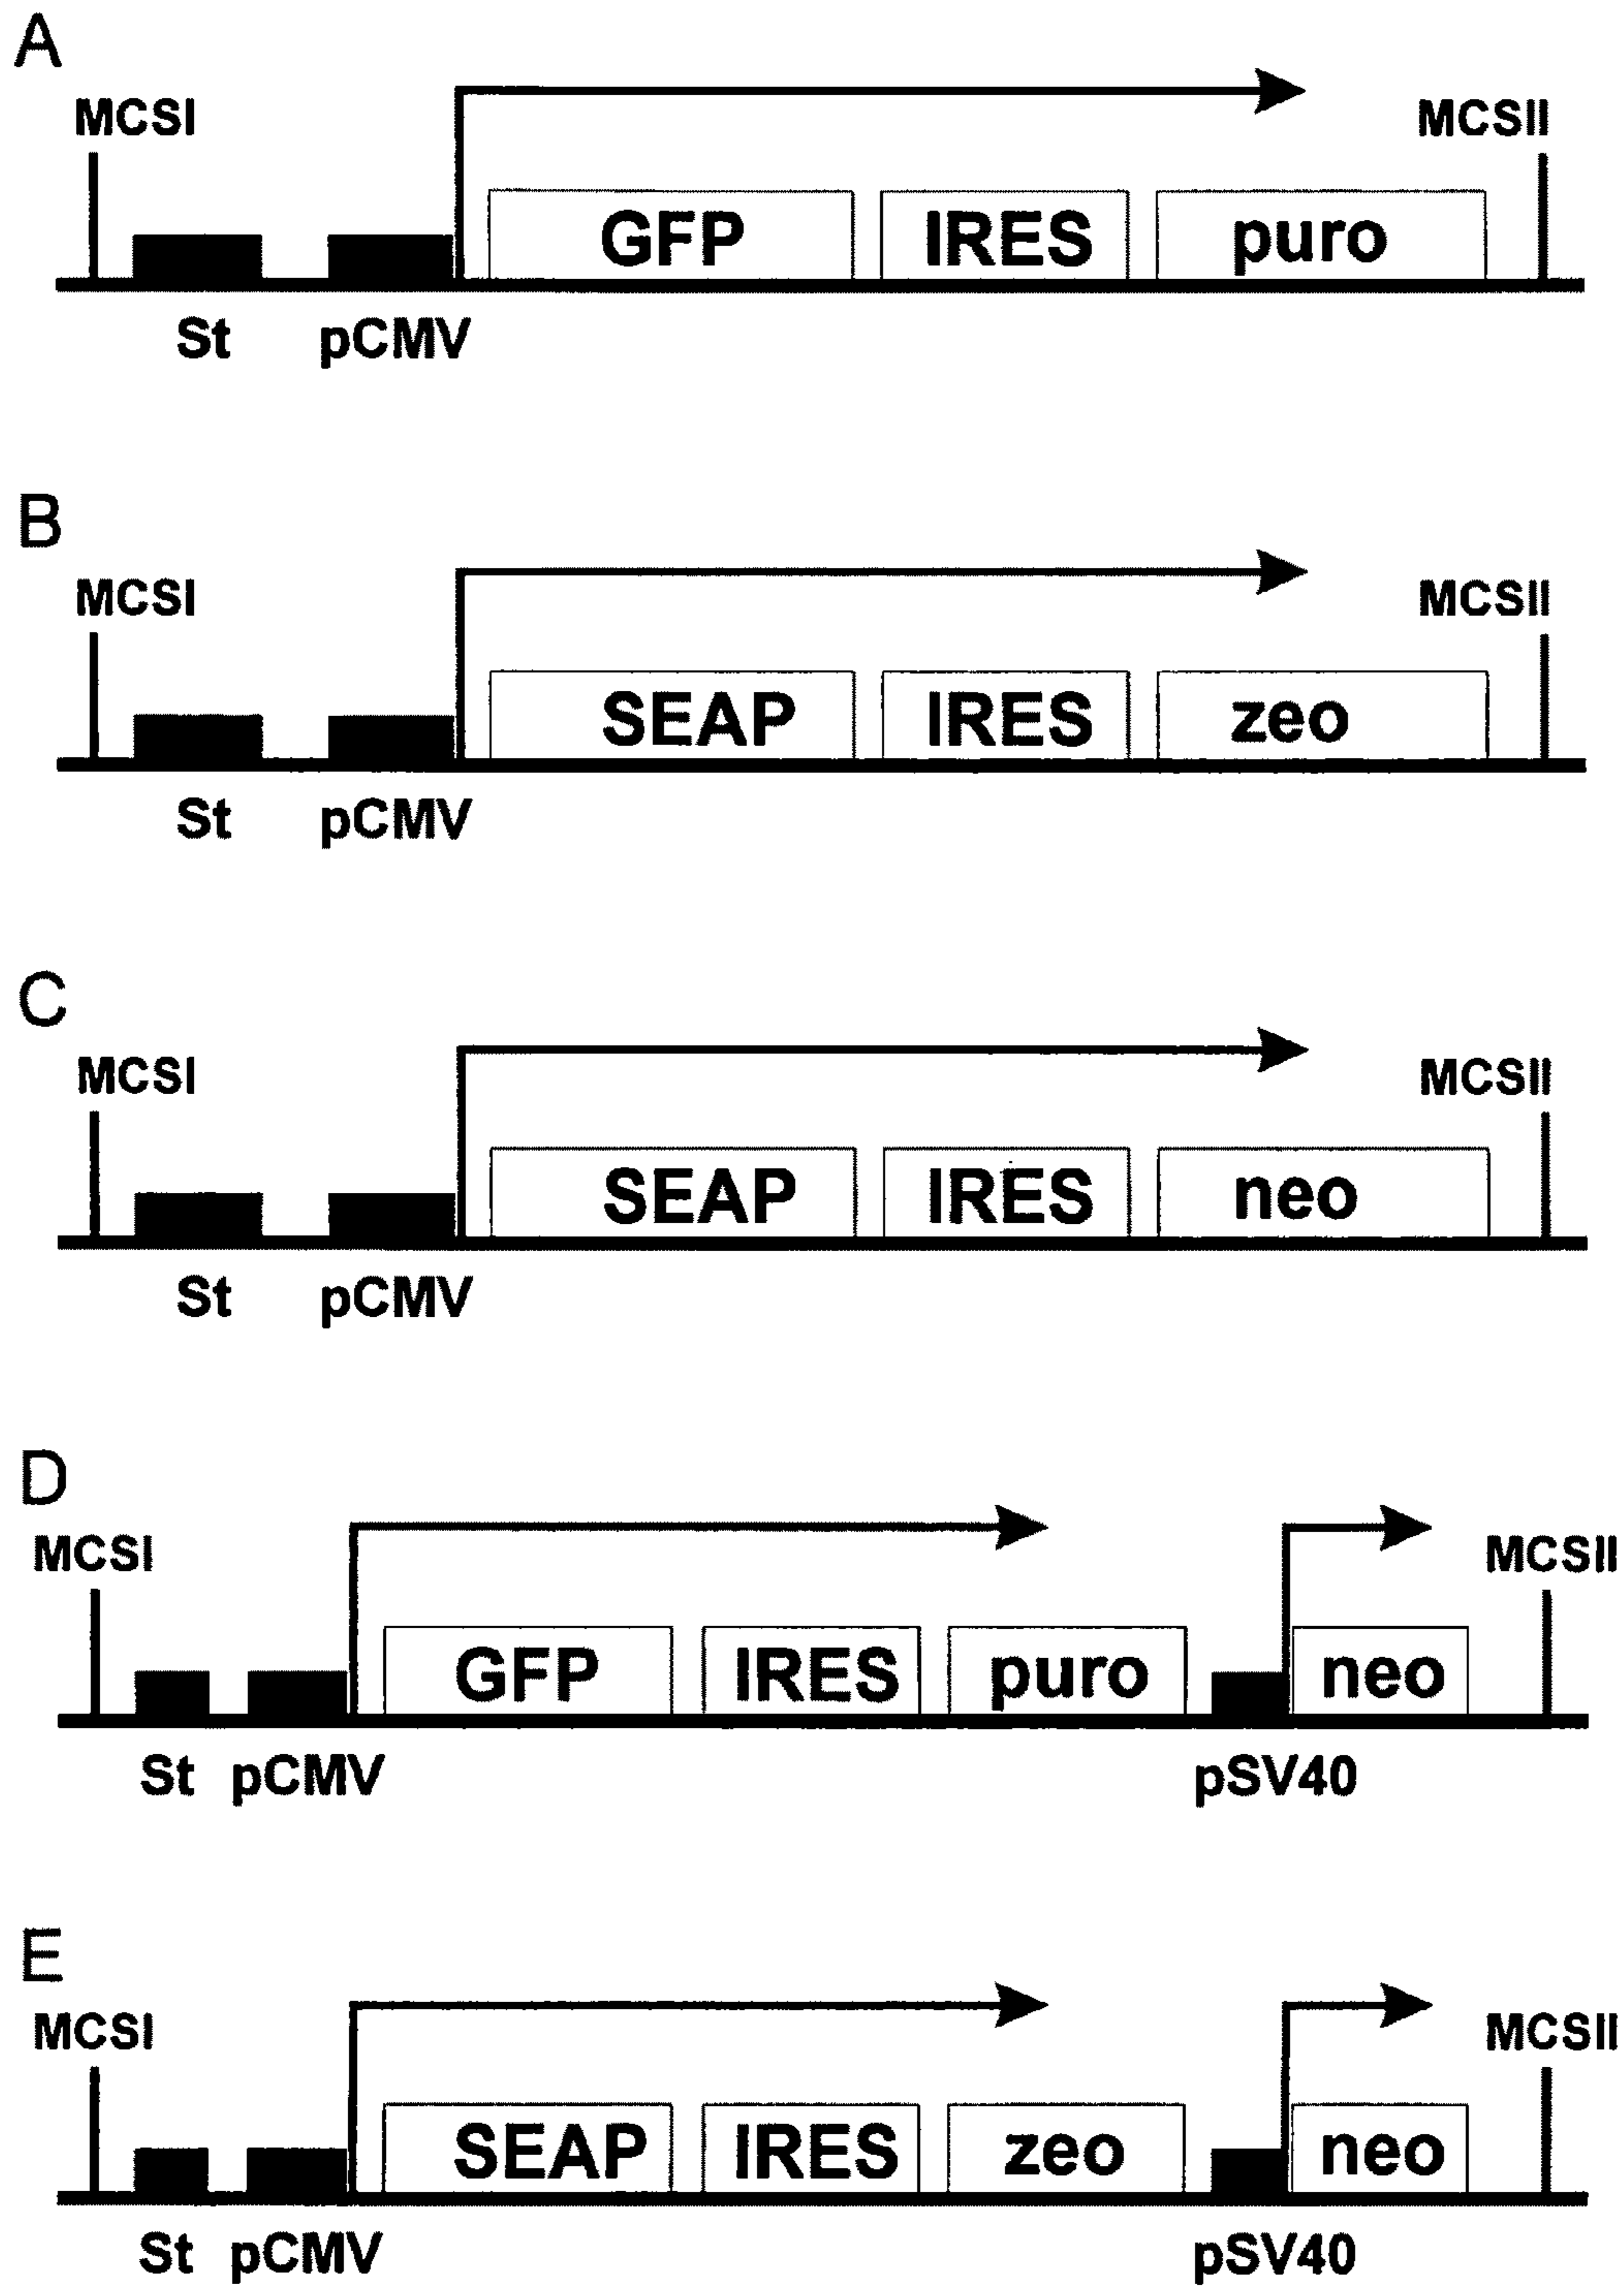 A
MCSI MCSII
GFP IRES puro
St pCMV
B
MCSI MCSII
SEAP IRES zeo
St pCMV
C
MCSI MCSII
SEAP IRES neo
St pCMV
D
MCSI MCSII
GFP IRES puro neo
St pCMV pSV40
E
MCSI MCSII
SEAP IRES zeo neo
St pCMV pSV40